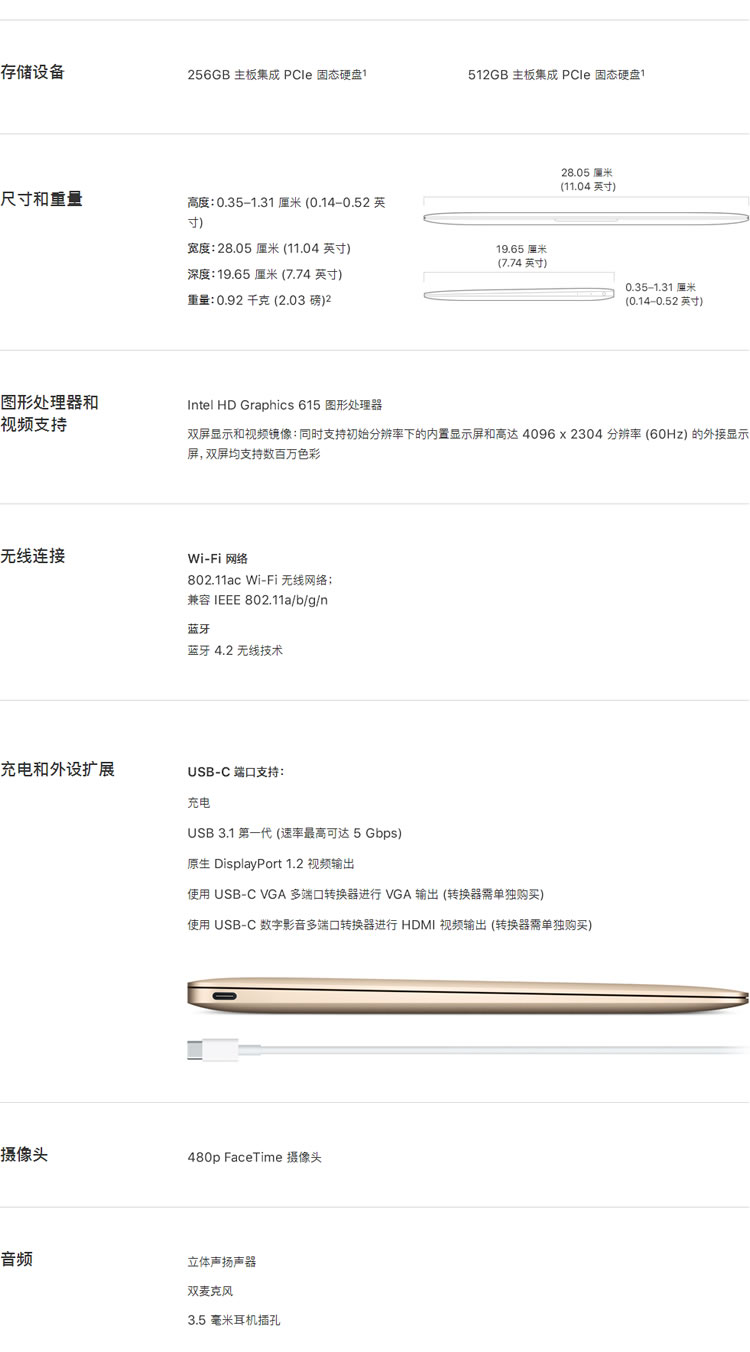 存储设备
256GB 主板集成 PCIe 固态硬盘¹
512GB 主板集成 PCIe 固态硬盘¹
尺寸和重量
高度：0.35–1.31 厘米 (0.14–0.52 英
寸)
宽度：28.05 厘米 (11.04 英寸)
深度：19.65 厘米 (7.74 英寸)
重量：0.92 千克 (2.03 磅)²
28.05 厘米
(11.04 英寸)
19.65 厘米
(7.74 英寸)
0.35–1.31 厘米
(0.14–0.52 英寸)
图形处理器和
视频支持
Intel HD Graphics 615 图形处理器
双屏显示和视频镜像：同时支持初始分辨率下的内置显示屏和高达 4096 x 2304 分辨率 (60Hz) 的外接显示
屏，双屏均支持数百万色彩
无线连接
Wi-Fi 网络
802.11ac Wi-Fi 无线网络；
兼容 IEEE 802.11a/b/g/n
蓝牙
蓝牙 4.2 无线技术
充电和外设扩展
USB-C 端口支持：
充电
USB 3.1 第一代 (速率最高可达 5 Gbps)
原生 DisplayPort 1.2 视频输出
使用 USB-C VGA 多端口转换器进行 VGA 输出 (转换器需单独购买)
使用 USB-C 数字影音多端口转换器进行 HDMI 视频输出 (转换器需单独购买)
摄像头
480p FaceTime 摄像头
音频
立体声扬声器
双麦克风
3.5 毫米耳机插孔